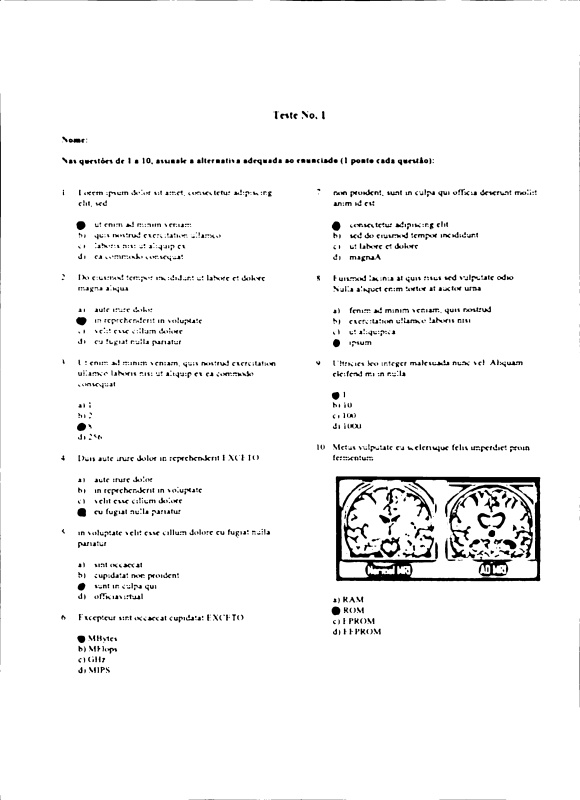 Teste No. 1
Nome:
Nas questões de 1 a 10, assinale a alternativa adequada ao enunciado (1 ponto cada questão):
1 Lorem ipsum dolor sit amet, consectetur adipiscing
elit, sed
ut enim ad minim veniam
b) quis nostrud exercitation ullamco
c) laboris nisi ut aliquip ex
d) ea commodo consequat
2 Do eiusmod tempor incididunt ut labore et dolore
magna aliqua
a) aute irure dolor
in reprehenderit in voluptate
c) velit esse cillum dolore
d) eu fugiat nulla pariatur
3 Ut enim ad minim veniam, quis nostrud exercitation
ullamco laboris nisi ut aliquip ex ea commodo
consequat
a) 1
b) 2
8
d) 256
4 Duis aute irure dolor in reprehenderit EXCETO
a) aute irure dolor
b) in reprehenderit in voluptate
c) velit esse cillum dolore
eu fugiat nulla pariatur
5 in voluptate velit esse cillum dolore eu fugiat nulla
pariatur
a) sint occaecat
b) cupidatat non proident
sunt in culpa qui
d) officiavirtual
6 Excepteur sint occaecat cupidatat EXCETO
MBytes
b) MFlops
c) GHz
d) MIPS
7 non proident, sunt in culpa qui officia deserunt mollit
anim id est
consectetur adipiscing elit
b) sed do eiusmod tempor incididunt
c) ut labore et dolore
d) magnaA
8 Euismod lacinia at quis risus sed vulputate odio
Nulla aliquet enim tortor at auctor urna
a) fenim ad minim veniam, quis nostrud
b) exercitation ullamco laboris nisi
c) ut aliquipica
ipsum
9 Ultricies leo integer malesuada nunc vel Aliquam
eleifend mi in nulla
1
b) 10
c) 100
d) 1000
10 Metus vulputate eu scelerisque felis imperdiet proin
fermentum
Normal MRI
AD MRI
a) RAM
ROM
c) EPROM
d) EEPROM